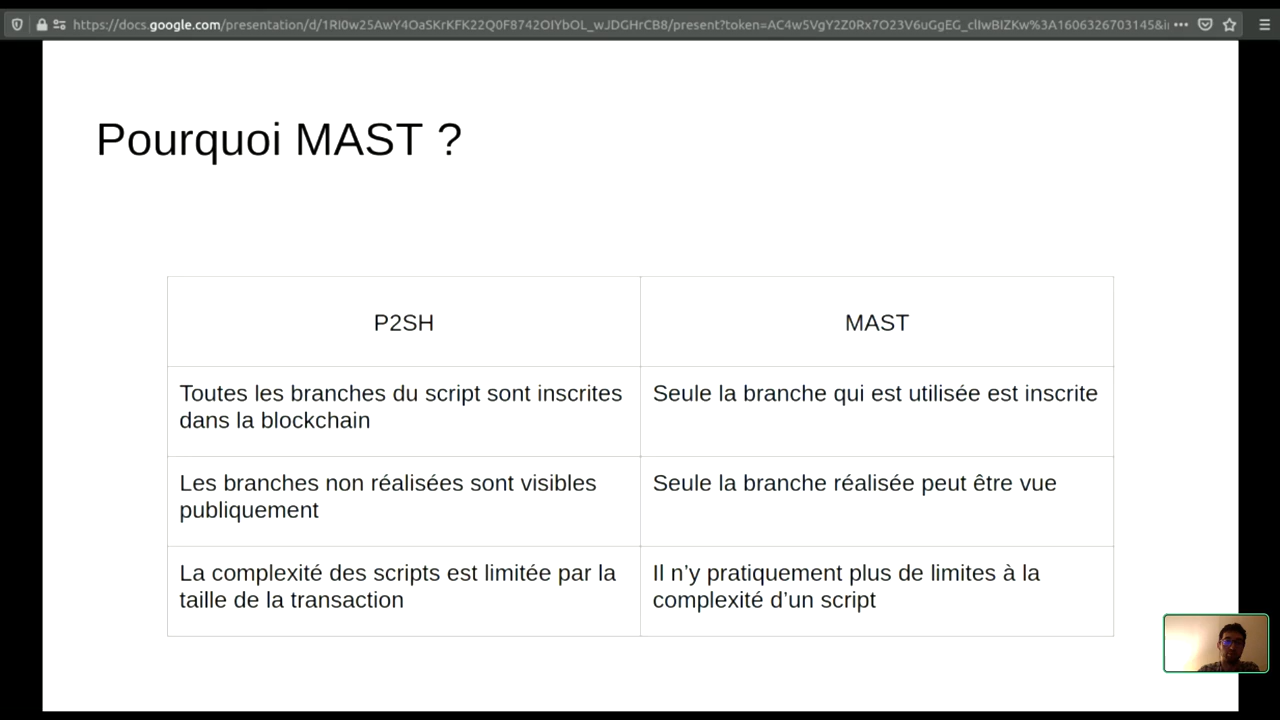 https://docs.google.com/presentation/d/1RI0w25AwY4OaSKrKFK22Q0F8742OIYbOL_wJDGHrCB8/present?token=AC4w5VgY2Z0Rx7O23V6uGgEG_clIwBIZKw%3A1606326703145&i
Pourquoi MAST ?
P2SH
MAST
Toutes les branches du script sont inscrites
dans la blockchain
Seule la branche qui est utilisée est inscrite
Les branches non réalisées sont visibles
publiquement
Seule la branche réalisée peut être vue
La complexité des scripts est limitée par la
taille de la transaction
Il n’y pratiquement plus de limites à la
complexité d’un script